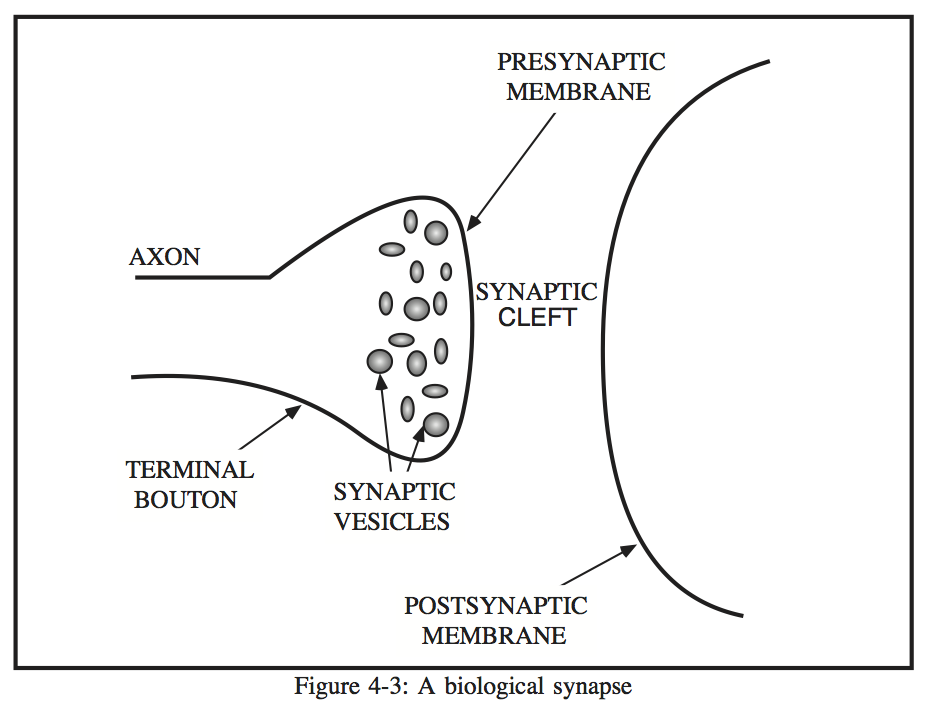 PRESYNAPTIC
MEMBRANE
AXON
SYNAPTIC
CLEFT
TERMINAL
BOUTON
SYNAPTIC
VESICLES
POSTSYNAPTIC
MEMBRANE
Figure 4-3: A biological synapse